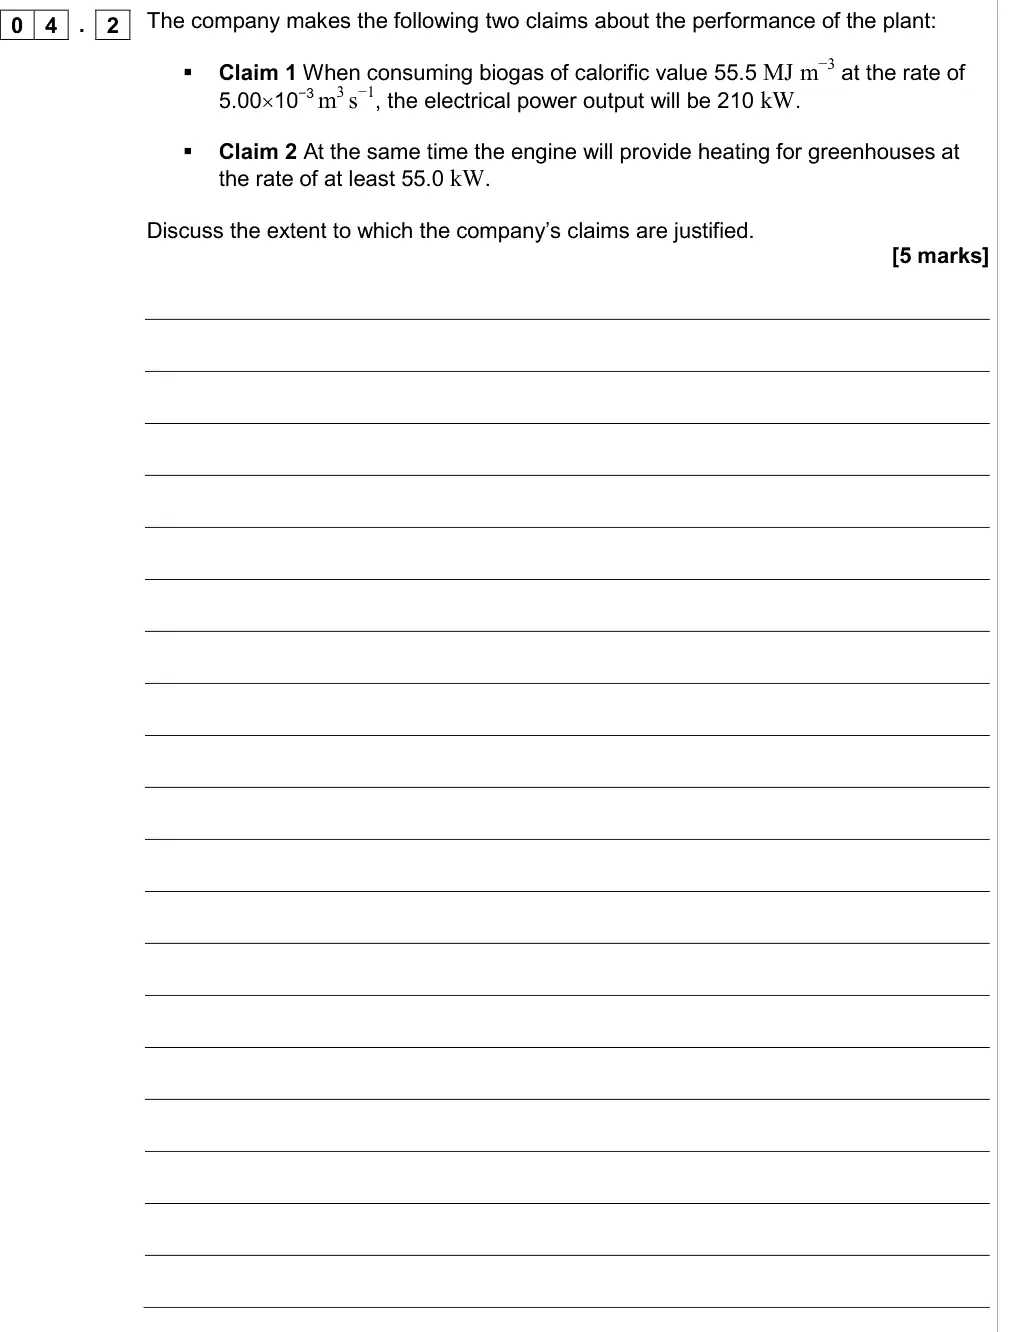 0 4 . 2 The company makes the following two claims about the performance of the plant:
▪ Claim 1 When consuming biogas of calorific value 55.5 MJ m⁻³ at the rate of
5.00×10⁻³ m³ s⁻¹, the electrical power output will be 210 kW.
▪ Claim 2 At the same time the engine will provide heating for greenhouses at
the rate of at least 55.0 kW.
Discuss the extent to which the company’s claims are justified.
[5 marks]